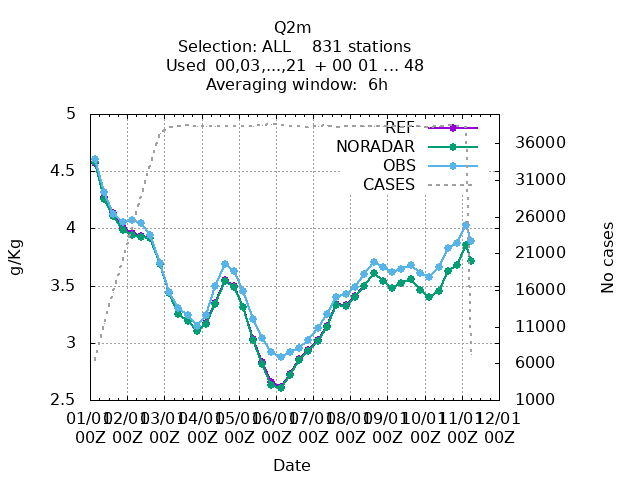 Q2m
Selection: ALL    831 stations
Used  00,03,...,21  + 00 01 ... 48
Averaging window:  6h
5
4.5
4
3.5
3
2.5
g/Kg
REF
NORADAR
OBS
CASES
36000
31000
26000
21000
16000
11000
6000
1000
No cases
01/01 02/01 03/01 04/01 05/01 06/01 07/01 08/01 09/01 10/01 11/01 12/01
00Z 00Z 00Z 00Z 00Z 00Z 00Z 00Z 00Z 00Z 00Z 00Z
Date